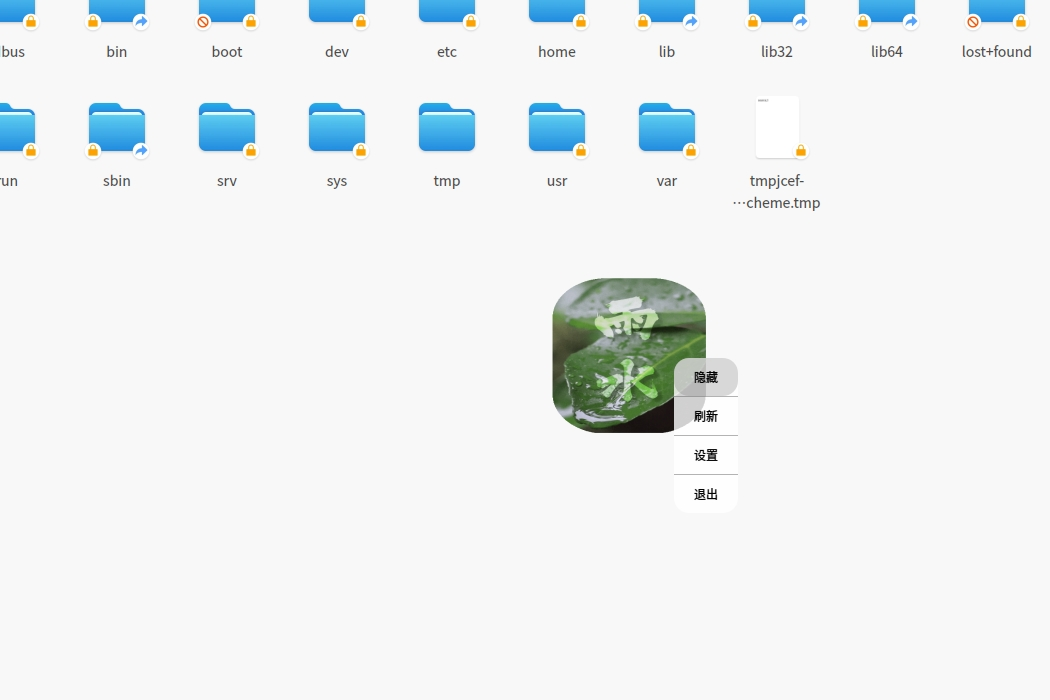 bus
bin
boot
dev
etc
home
lib
lib32
lib64
lost+found
run
sbin
srv
sys
tmp
usr
var
tmpjcef-
⋯cheme.tmp
雨
水
隐藏
刷新
设置
退出